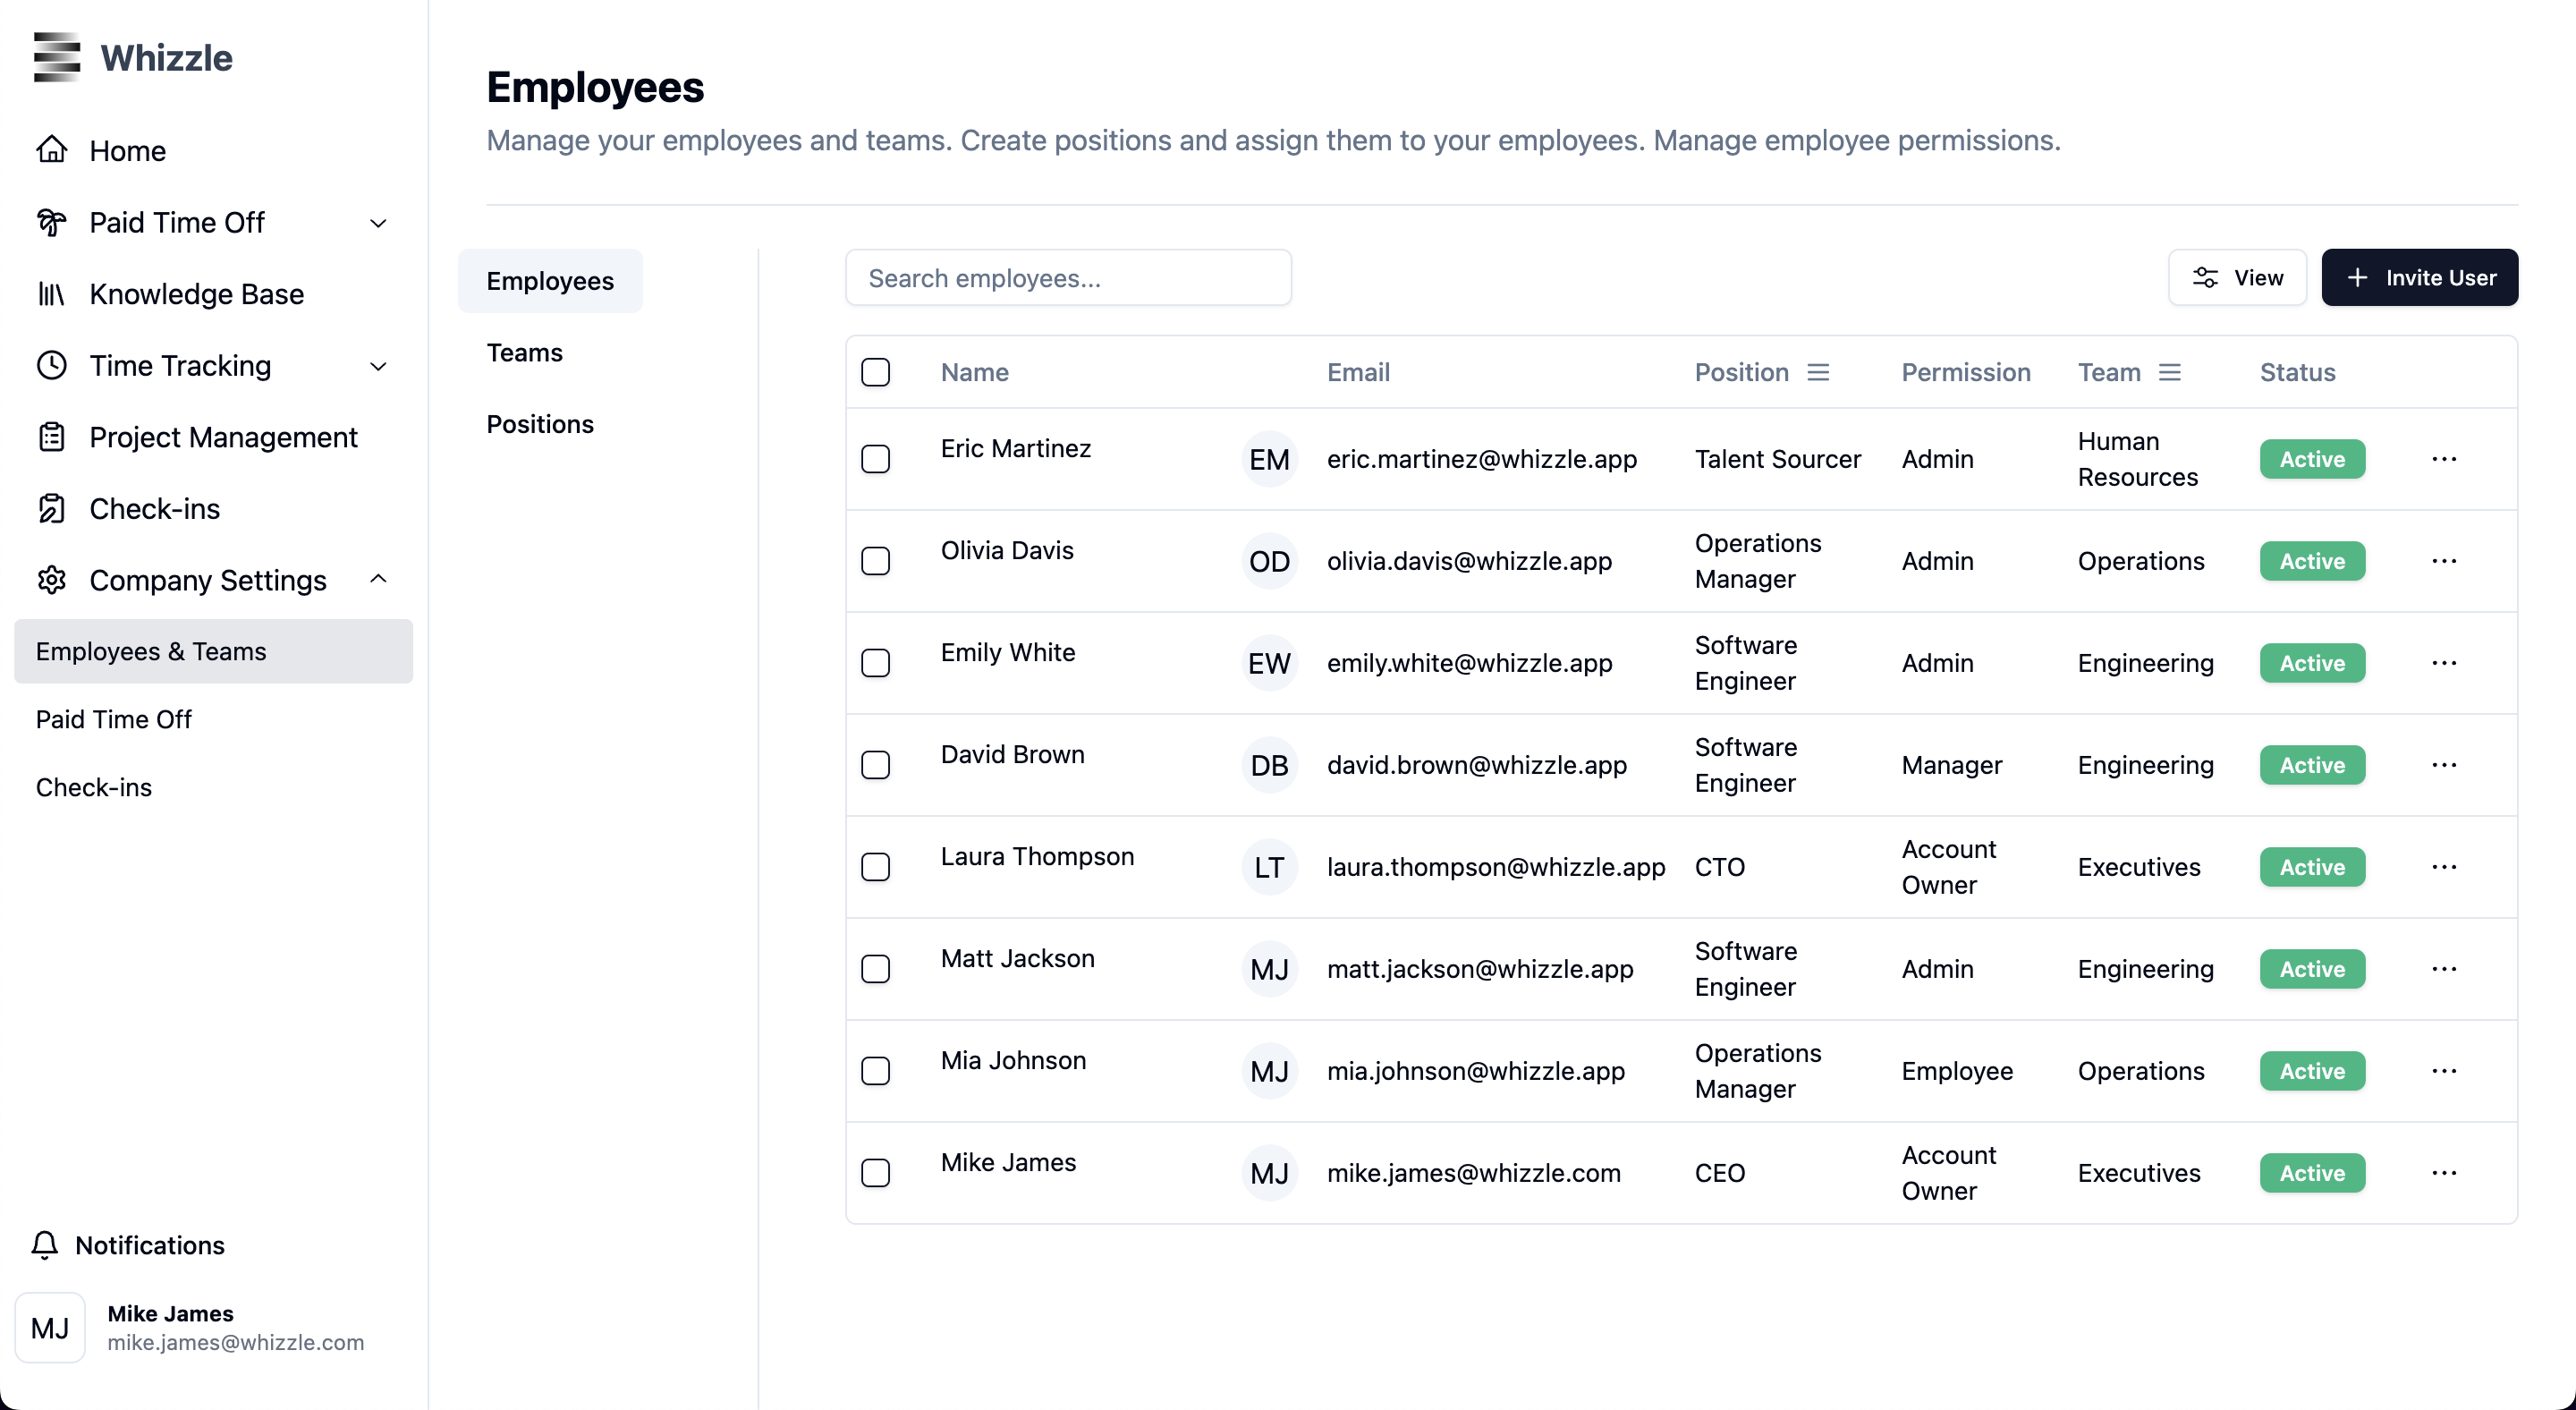 Whizzle
Home
Paid Time Off
Knowledge Base
Time Tracking
Project Management
Check-ins
Company Settings
Employees & Teams
Paid Time Off
Check-ins
Notifications
MJ
Mike James
mike.james@whizzle.com
Employees
Manage your employees and teams. Create positions and assign them to your employees. Manage employee permissions.
Employees
Teams
Positions
Search employees...
View
Invite User
Name Email Position Permission Team Status
Eric Martinez EM eric.martinez@whizzle.app Talent Sourcer Admin Human Resources Active
Olivia Davis OD olivia.davis@whizzle.app Operations Manager Admin Operations Active
Emily White EW emily.white@whizzle.app Software Engineer Admin Engineering Active
David Brown DB david.brown@whizzle.app Software Engineer Manager Engineering Active
Laura Thompson LT laura.thompson@whizzle.app CTO Account Owner Executives Active
Matt Jackson MJ matt.jackson@whizzle.app Software Engineer Admin Engineering Active
Mia Johnson MJ mia.johnson@whizzle.app Operations Manager Employee Operations Active
Mike James MJ mike.james@whizzle.com CEO Account Owner Executives Active